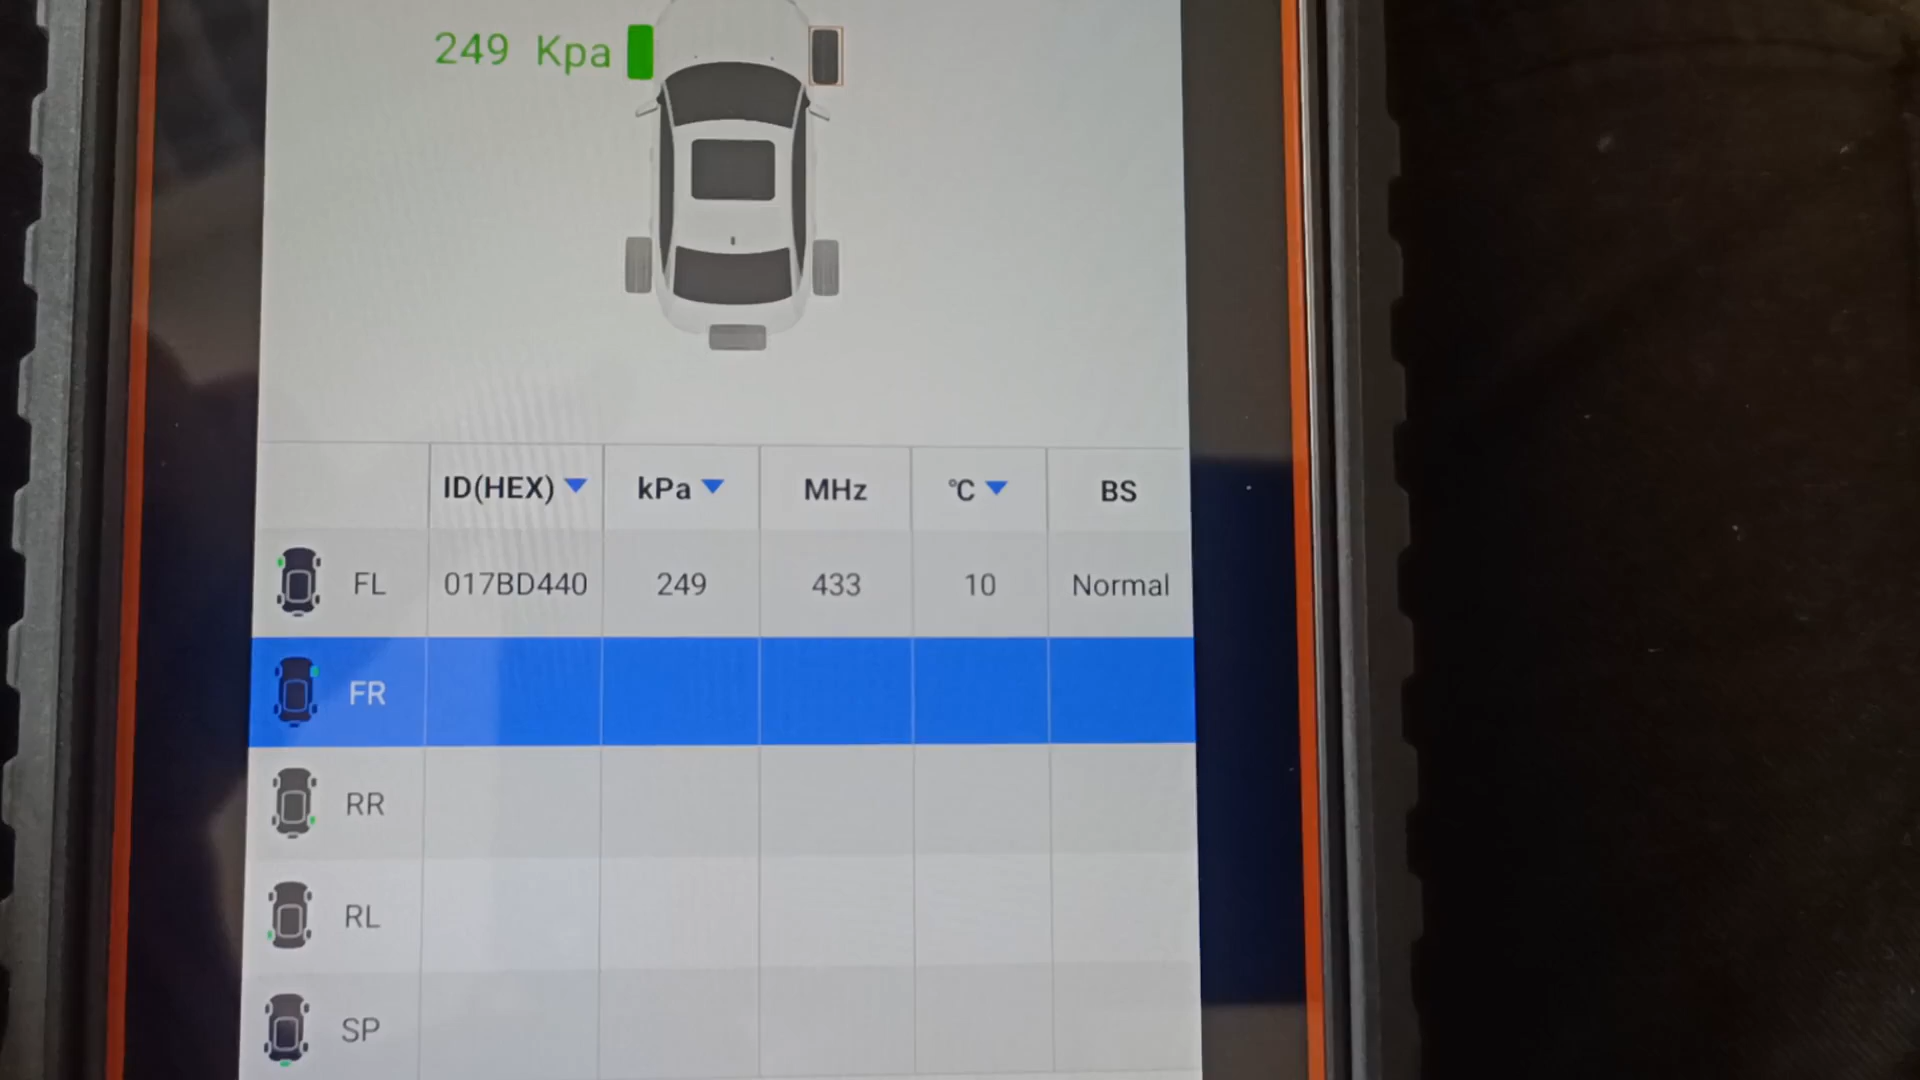 249 Kpa
ID(HEX) kPa MHz °C BS
FL 017BD440 249 433 10 Normal
FR
RR
RL
SP